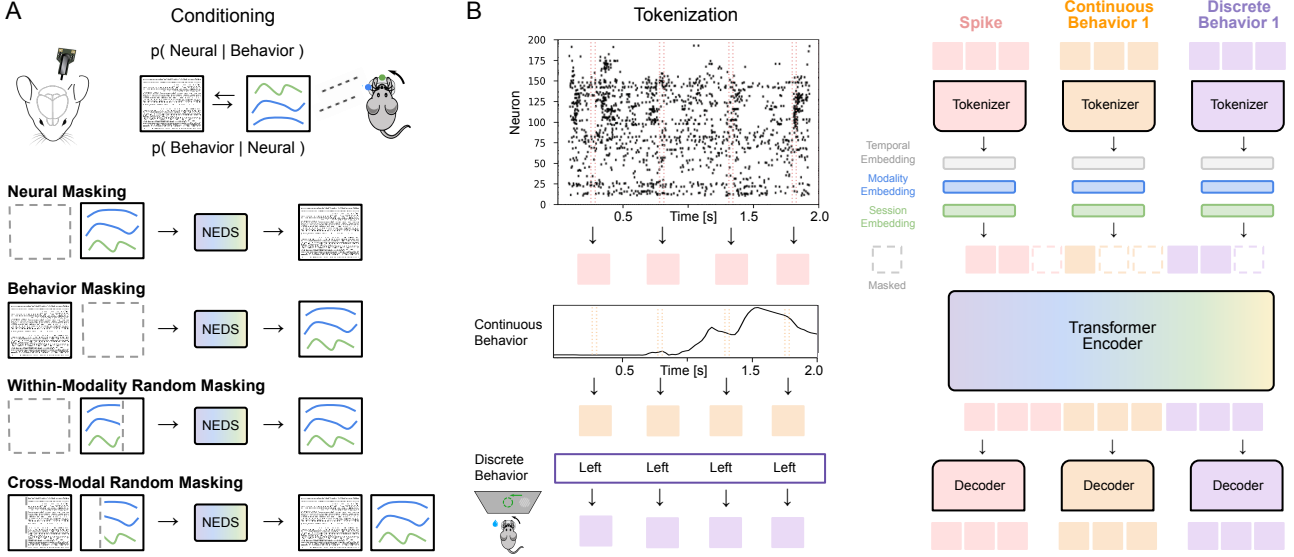 A
Conditioning
p( Neural | Behavior )
p( Behavior | Neural )
Neural Masking
NEDS
Behavior Masking
NEDS
Within-Modality Random Masking
NEDS
Cross-Modal Random Masking
NEDS
B
Tokenization
Neuron
200
175
150
125
100
75
50
25
0
0.5
1.5
2.0
Time [s]
Continuous
Behavior
0.5
1.5
2.0
Time [s]
Discrete
Behavior
Left Left Left Left
Spike
Continuous
Behavior 1
Discrete
Behavior 1
Tokenizer Tokenizer Tokenizer
Temporal
Embedding
Modality
Embedding
Session
Embedding
Masked
Transformer
Encoder
Decoder Decoder Decoder